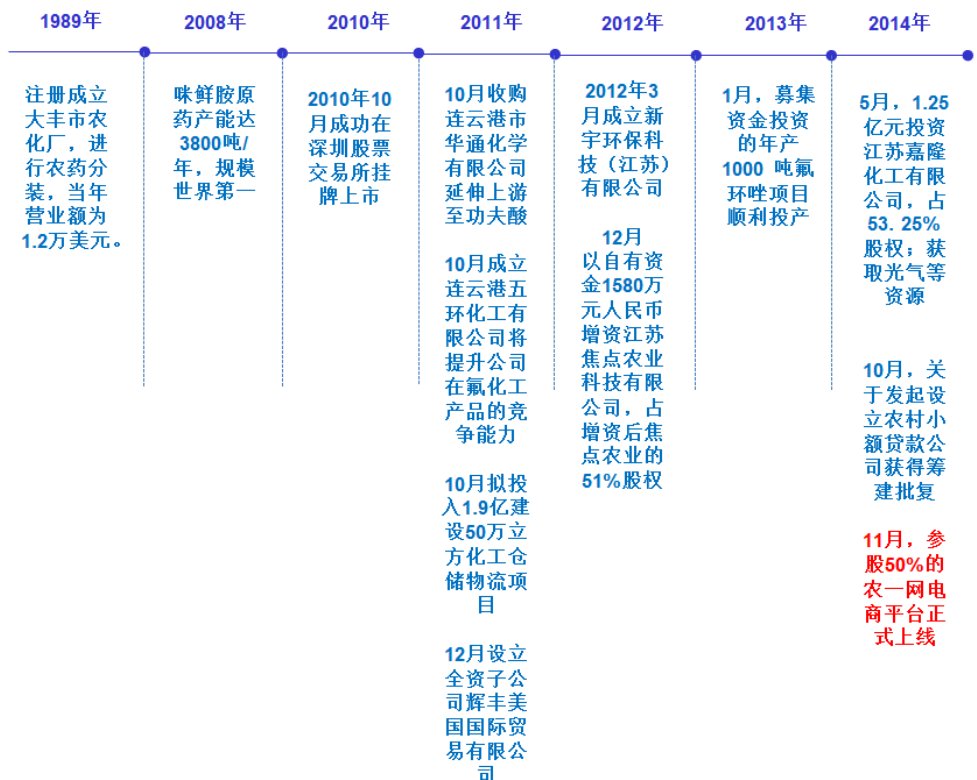 1989年
2008年
2010年
2011年
2012年
2013年
2014年
注册成立
大丰市农
化厂，进
行农药分
装，当年
营业额为
1.2万美元。
咪鲜胺原
药产能达
3800吨/
年，规模
世界第一
2010年10
月成功在
深圳股票
交易所挂
牌上市
10月收购
连云港市
华通化学
有限公司
延伸上游
至功夫酸
10月成立
连云港五
环化工有
限公司将
提升公司
在氟化工
产品的竞
争能力
10月拟投
入1.9亿建
设50万立
方化工仓
储物流项
目
12月设立
全资子公
司辉丰美
国国际贸
易有限公
司
2012年3
月成立新
宇环保科
技（江苏）
有限公司
12月
以自有资
金1580万
元人民币
增资江苏
焦点农业
科技有限
公司，占
增资后焦
点农业的
51%股权
1月，募集
资金投资
的年产
1000 吨氟
环唑项目
顺利投产
5月，1.25
亿元投资
江苏嘉隆
化工有限
公司，占
53. 25%
股权；获
取光气等
资源
10月，关
于发起设
立农村小
额贷款公
司获得筹
建批复
11月，参
股50%的
农一网电
商平台正
式上线